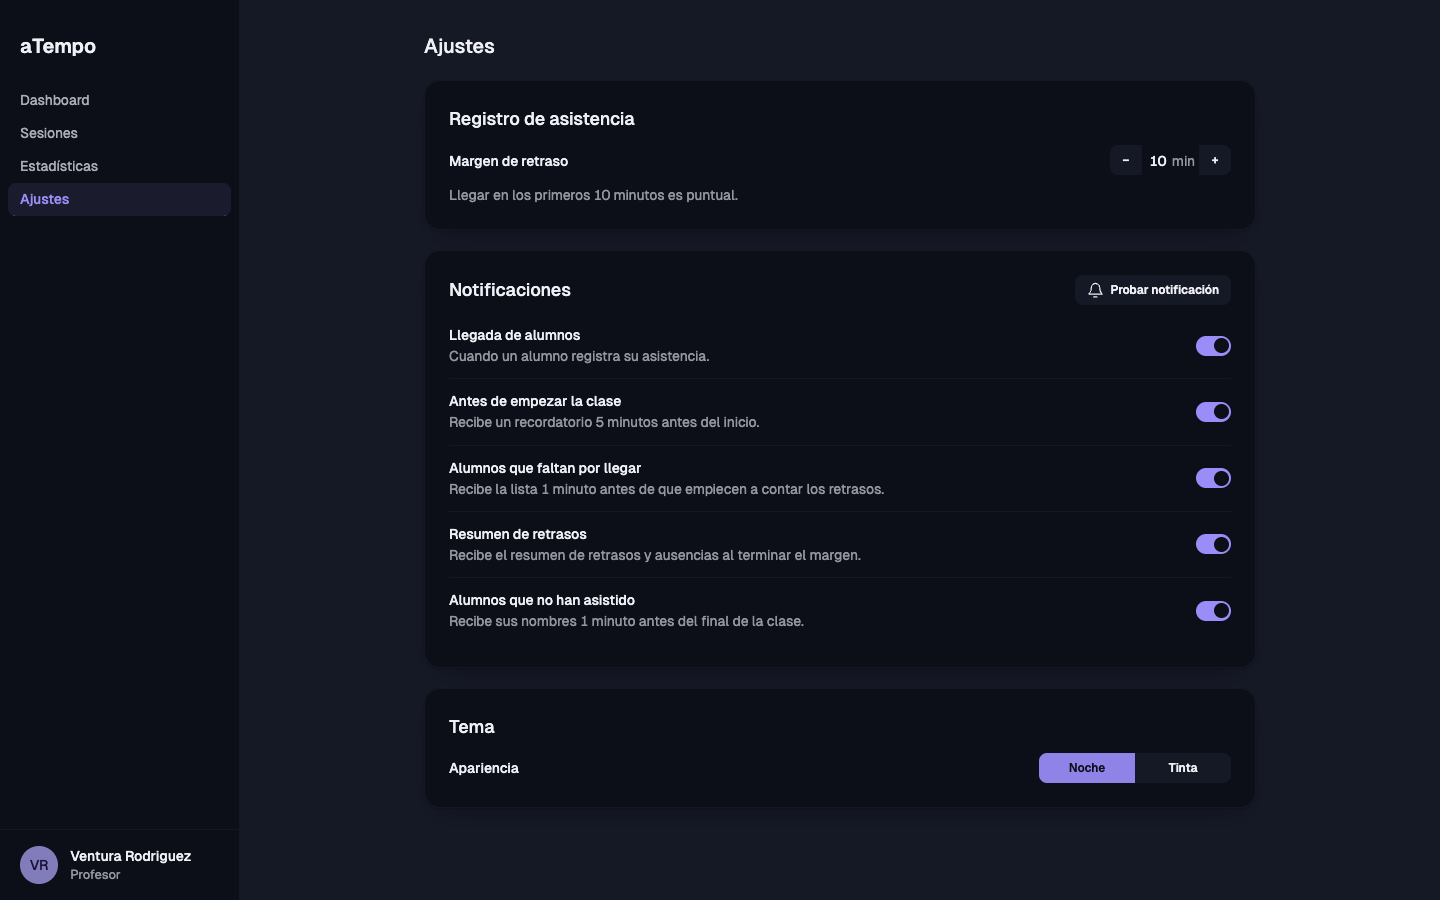 aTempo
Dashboard
Sesiones
Estadísticas
Ajustes
Ventura Rodriguez
VR
Profesor
Ajustes
Registro de asistencia
Margen de retraso
− 10 min +
Llegar en los primeros 10 minutos es puntual.
Notificaciones
Probar notificación
Llegada de alumnos
Cuando un alumno registra su asistencia.
Antes de empezar la clase
Recibe un recordatorio 5 minutos antes del inicio.
Alumnos que faltan por llegar
Recibe la lista 1 minuto antes de que empiecen a contar los retrasos.
Resumen de retrasos
Recibe el resumen de retrasos y ausencias al terminar el margen.
Alumnos que no han asistido
Recibe sus nombres 1 minuto antes del final de la clase.
Tema
Apariencia
Noche Tinta